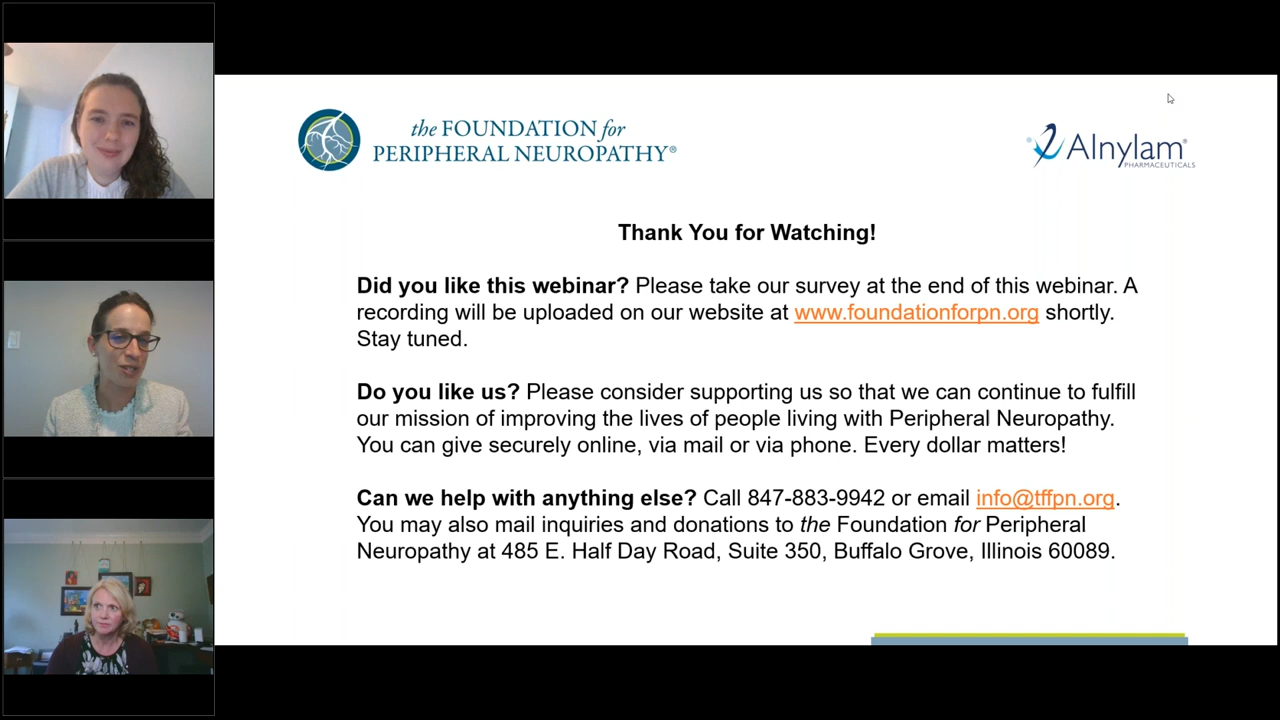 the FOUNDATION for
PERIPHERAL NEUROPATHY®
Alnylam®
PHARMACEUTICALS
Thank You for Watching!
Did you like this webinar? Please take our survey at the end of this webinar. A
recording will be uploaded on our website at www.foundationforpn.org shortly.
Stay tuned.
Do you like us? Please consider supporting us so that we can continue to fulfill
our mission of improving the lives of people living with Peripheral Neuropathy.
You can give securely online, via mail or via phone. Every dollar matters!
Can we help with anything else? Call 847-883-9942 or email info@tffpn.org.
You may also mail inquiries and donations to the Foundation for Peripheral
Neuropathy at 485 E. Half Day Road, Suite 350, Buffalo Grove, Illinois 60089.